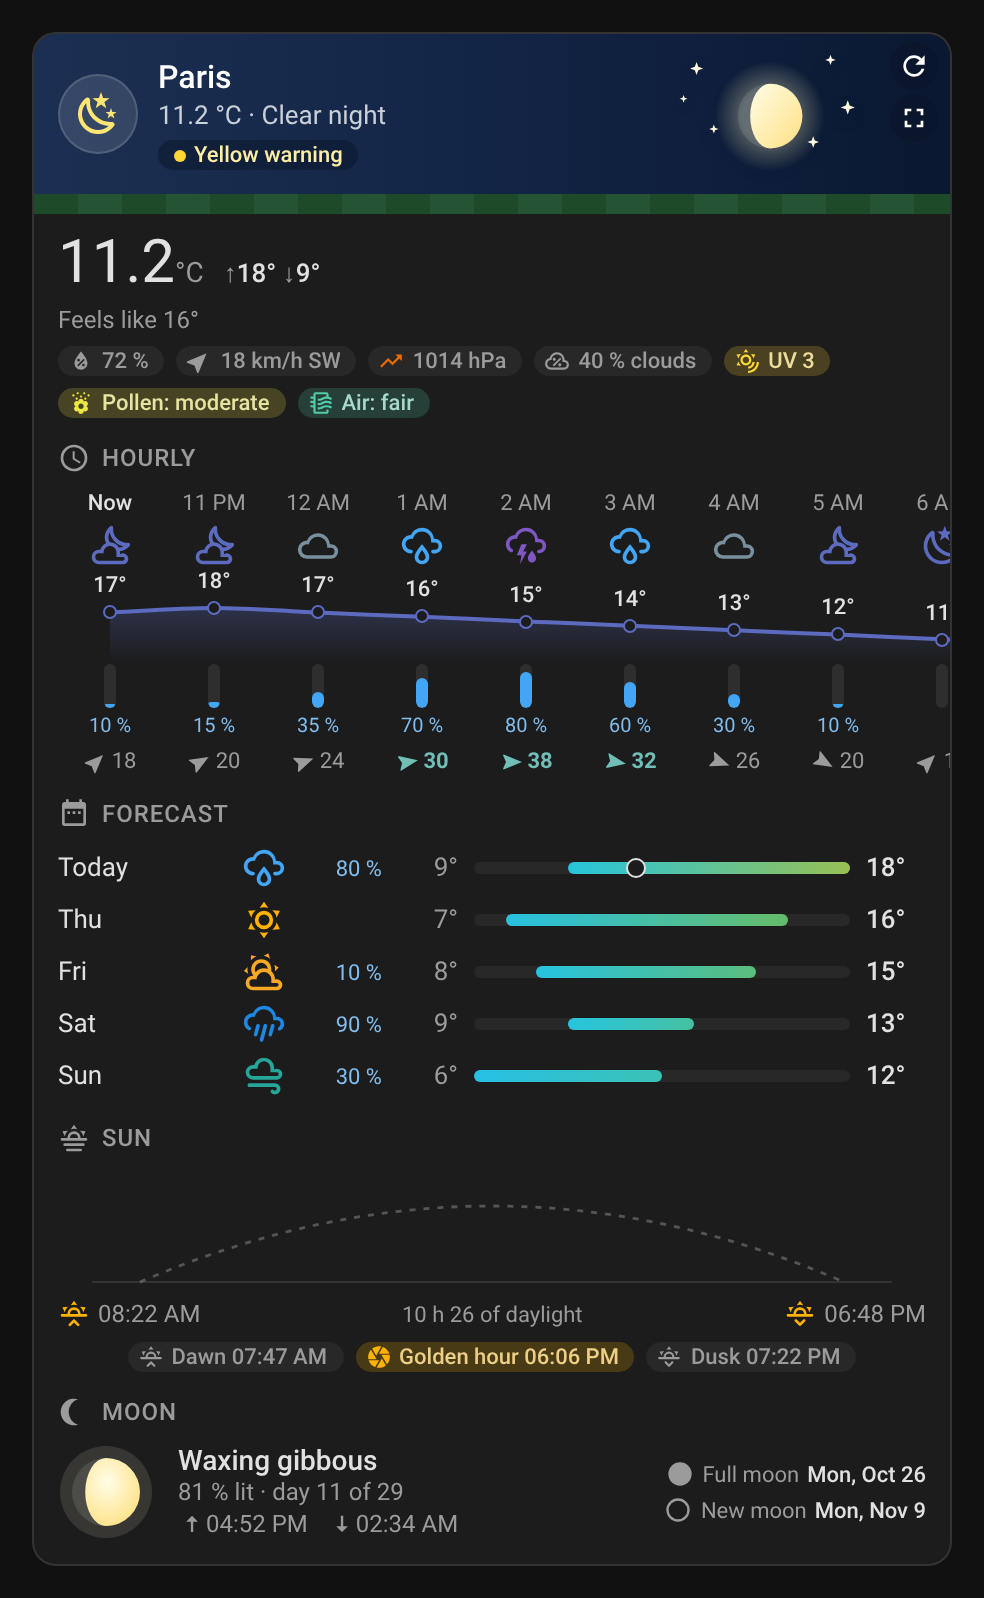 Paris
11.2 °C · Clear night
Yellow warning
11.2 °C ↑18° ↓9°
Feels like 16°
72 % 18 km/h SW 1014 hPa 40 % clouds UV 3
Pollen: moderate Air: fair
HOURLY
Now 11 PM 12 AM 1 AM 2 AM 3 AM 4 AM 5 AM 6 A
17° 18° 17° 16° 15° 14° 13° 12° 11
10 % 15 % 35 % 70 % 80 % 60 % 30 % 10 %
18 20 24 30 38 32 26 20
FORECAST
Today 80 % 9° 18°
Thu 7° 16°
Fri 10 % 8° 15°
Sat 90 % 9° 13°
Sun 30 % 6° 12°
SUN
08:22 AM 10 h 26 of daylight 06:48 PM
Dawn 07:47 AM Golden hour 06:06 PM Dusk 07:22 PM
MOON
Waxing gibbous
81 % lit · day 11 of 29
↑ 04:52 PM ↓ 02:34 AM
Full moon Mon, Oct 26
New moon Mon, Nov 9